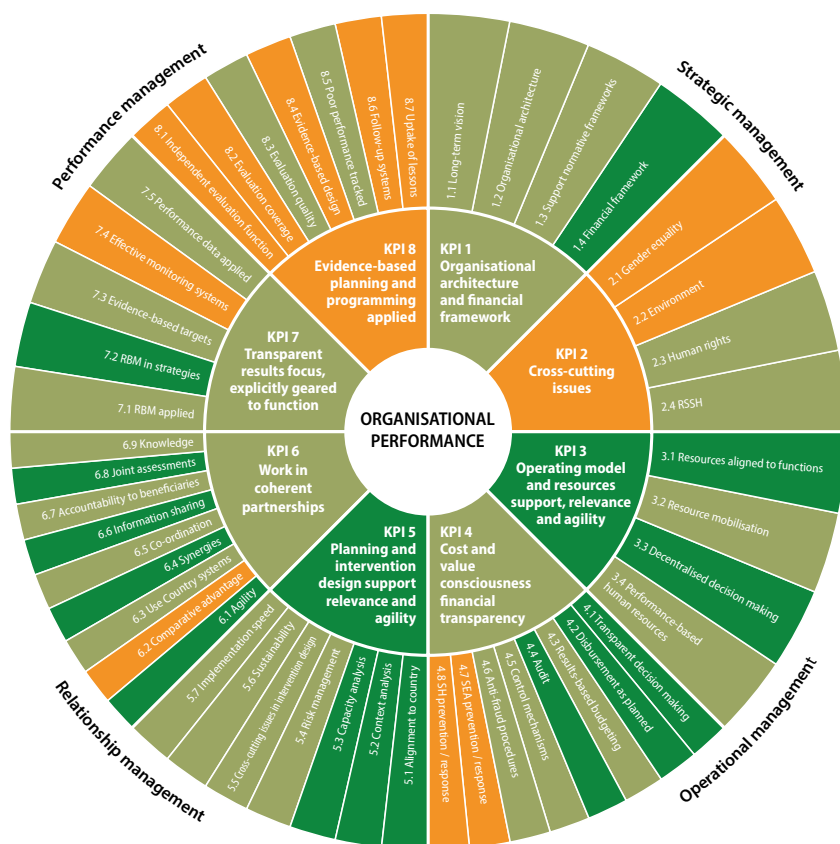 Performance management
Strategic management
Operational management
Relationship management
ORGANISATIONAL
PERFORMANCE
KPI 1
Organisational
architecture
and financial
framework
1.1 Long-term vision
1.2 Organisational architecture
1.3 Support normative frameworks
1.4 Financial framework
KPI 2
Cross-cutting
issues
2.1 Gender equality
2.2 Environment
2.3 Human rights
2.4 RSSH
KPI 3
Operating model
and resources
support, relevance
and agility
3.1 Resources aligned to functions
3.2 Resource mobilisation
3.3 Decentralised decision making
3.4 Performance-based
human resources
KPI 4
Cost and
value
consciousness
financial
transparency
4.1 Transparent decision making
4.2 Disbursement as planned
4.3 Results-based budgeting
4.4 Audit
4.5 Control mechanisms
4.6 Anti-fraud procedures
4.7 SEA prevention / response
4.8 SH prevention / response
KPI 5
Planning and
intervention
design support
relevance and
agility
5.1 Alignment to country
5.2 Context analysis
5.3 Capacity analysis
5.4 Risk management
5.5 Cross-cutting issues in intervention design
5.6 Sustainability
5.7 Implementation speed
KPI 6
Work in
coherent
partnerships
6.1 Agility
6.2 Comparative advantage
6.3 Use Country systems
6.4 Synergies
6.5 Co-ordination
6.6 Information sharing
6.7 Accountability to beneficiaries
6.8 Joint assessments
6.9 Knowledge
KPI 7
Transparent
results focus,
explicitly geared
to function
7.1 RBM applied
7.2 RBM in strategies
7.3 Evidence-based targets
7.4 Effective monitoring systems
7.5 Performance data applied
KPI 8
Evidence-based
planning and
programming
applied
8.1 Independent evaluation function
8.2 Evaluation coverage
8.3 Evaluation quality
8.4 Evidence-based design
8.5 Poor performance tracked
8.6 Follow-up systems
8.7 Uptake of lessons